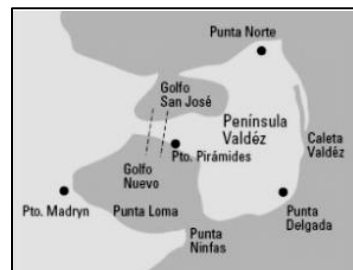 Punta Norte
Golfo
San José
Península
Valdéz
Caleta
Valdéz
Pto. Pirámides
Golfo
Nuevo
Pto. Madryn
Punta Loma
Punta
Delgada
Punta
Ninfas